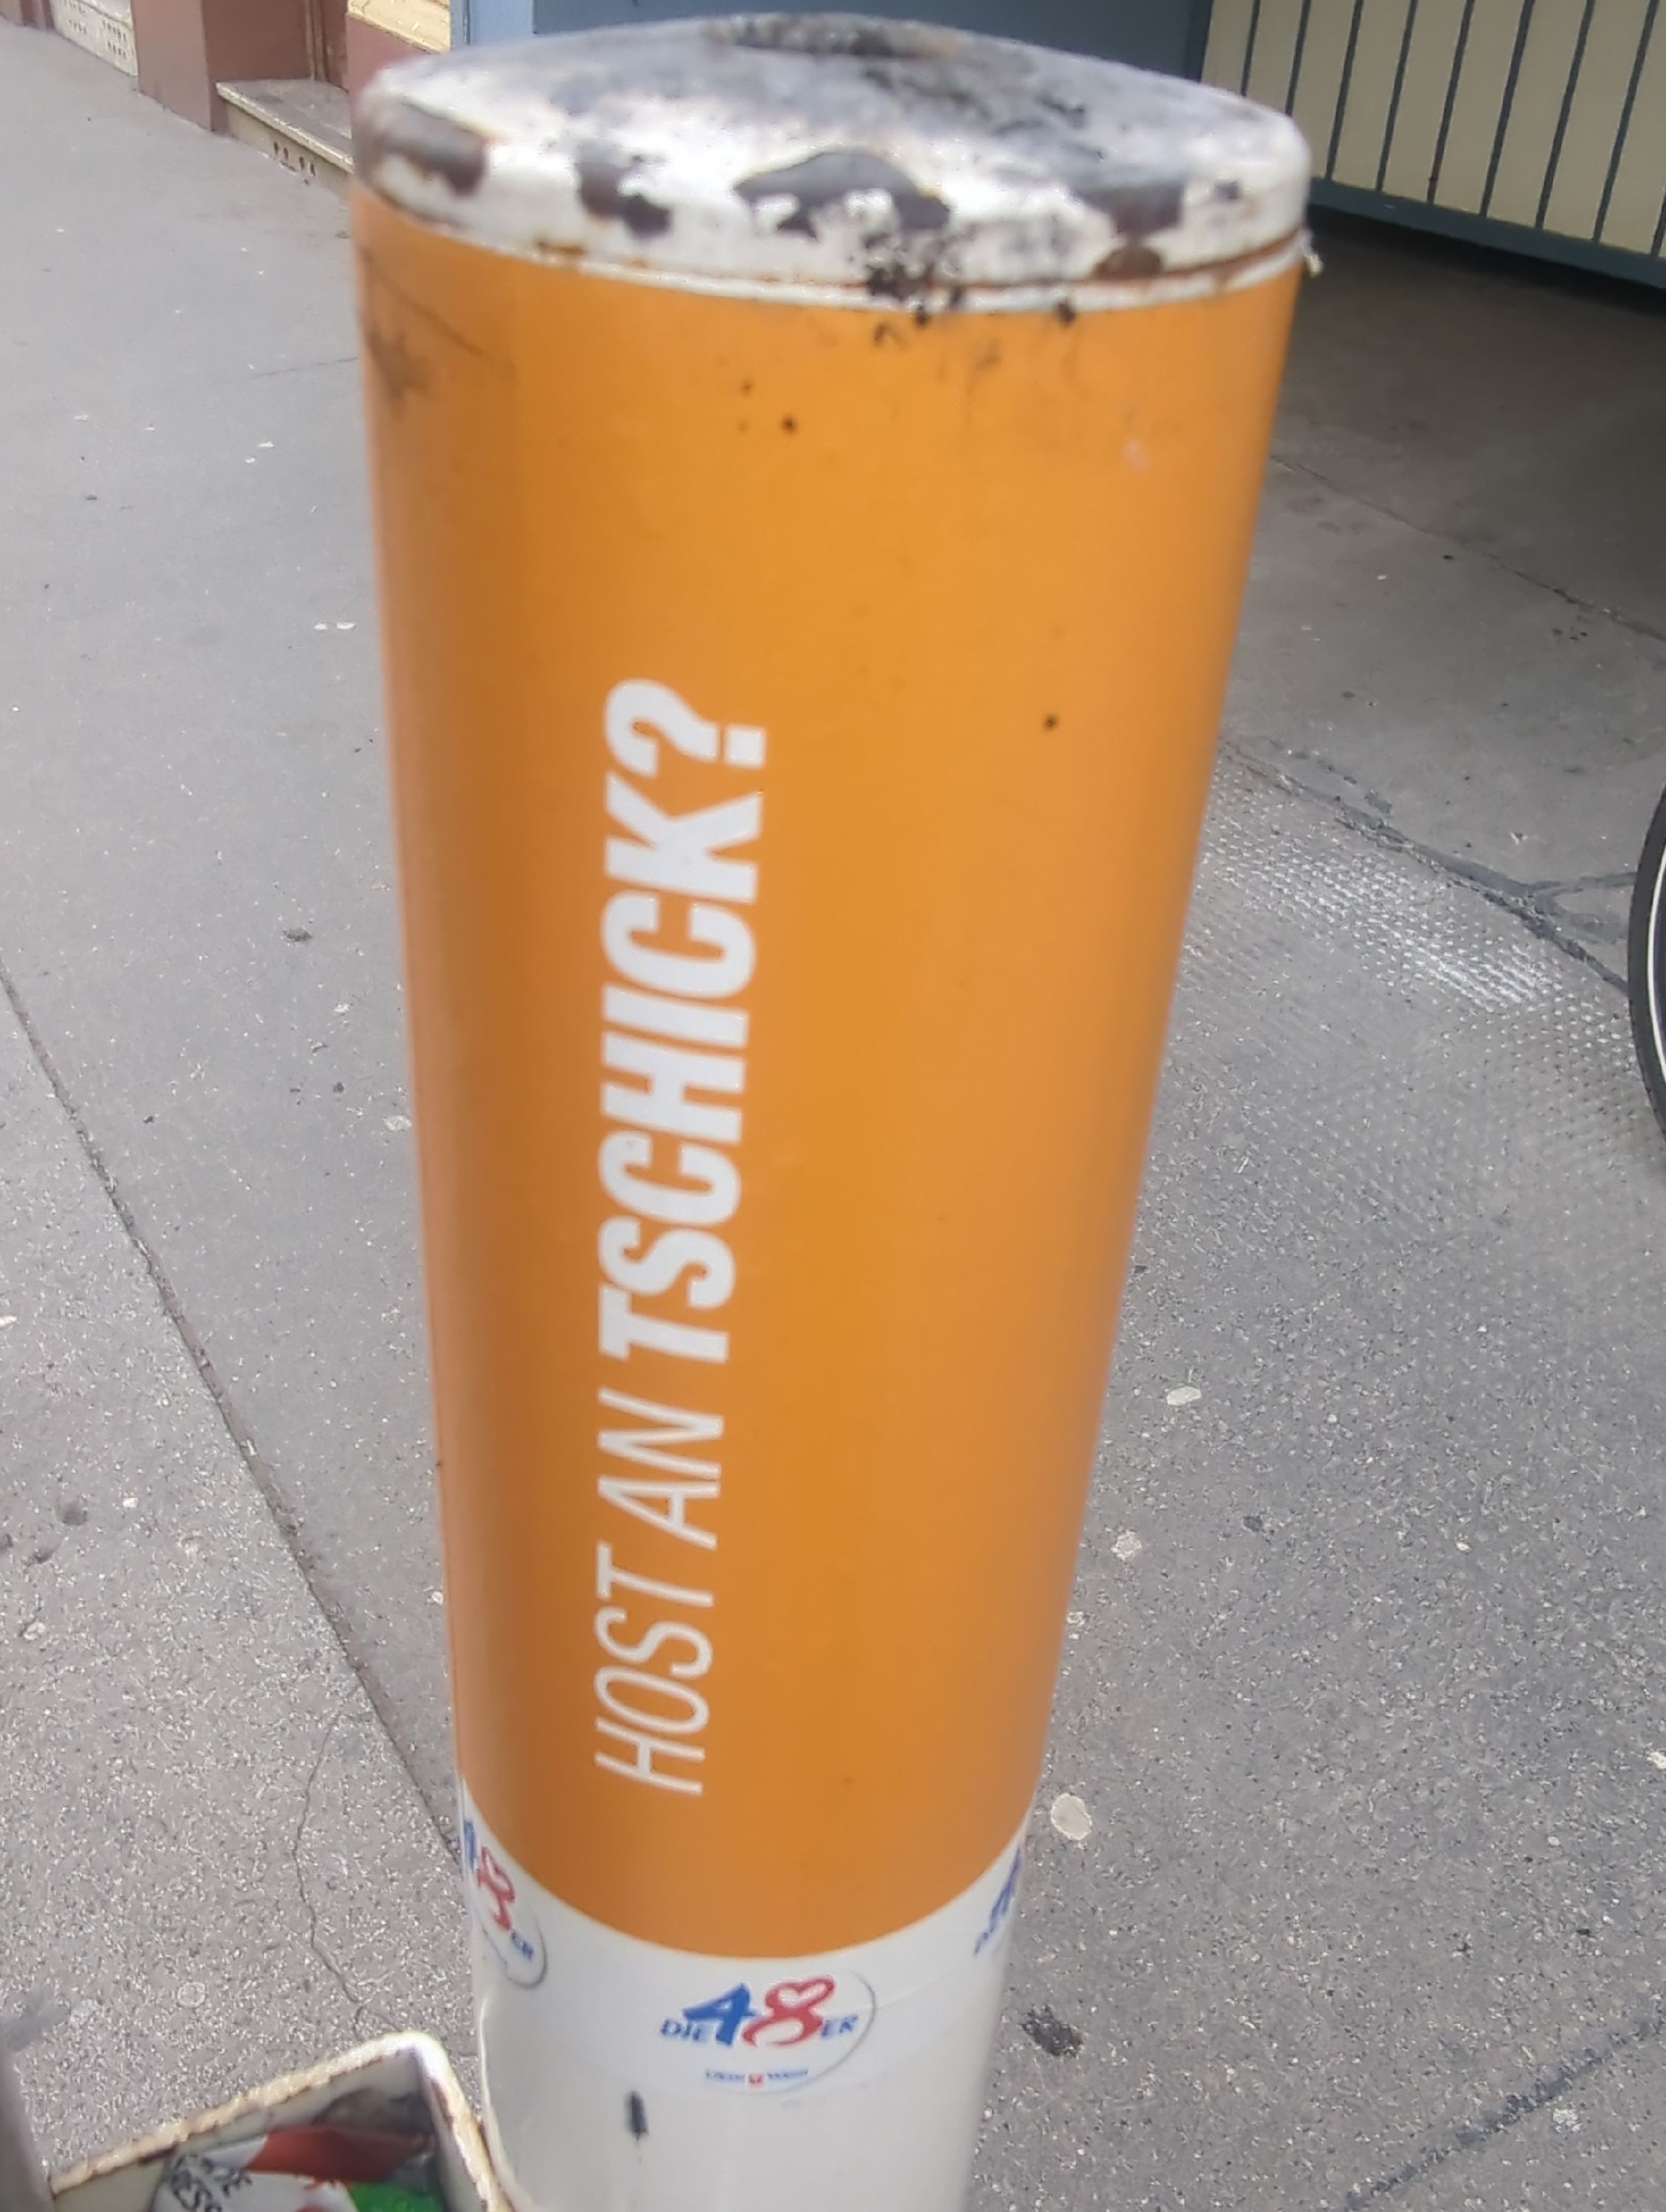 HOST AN TSCHICK?
DIE 48ER